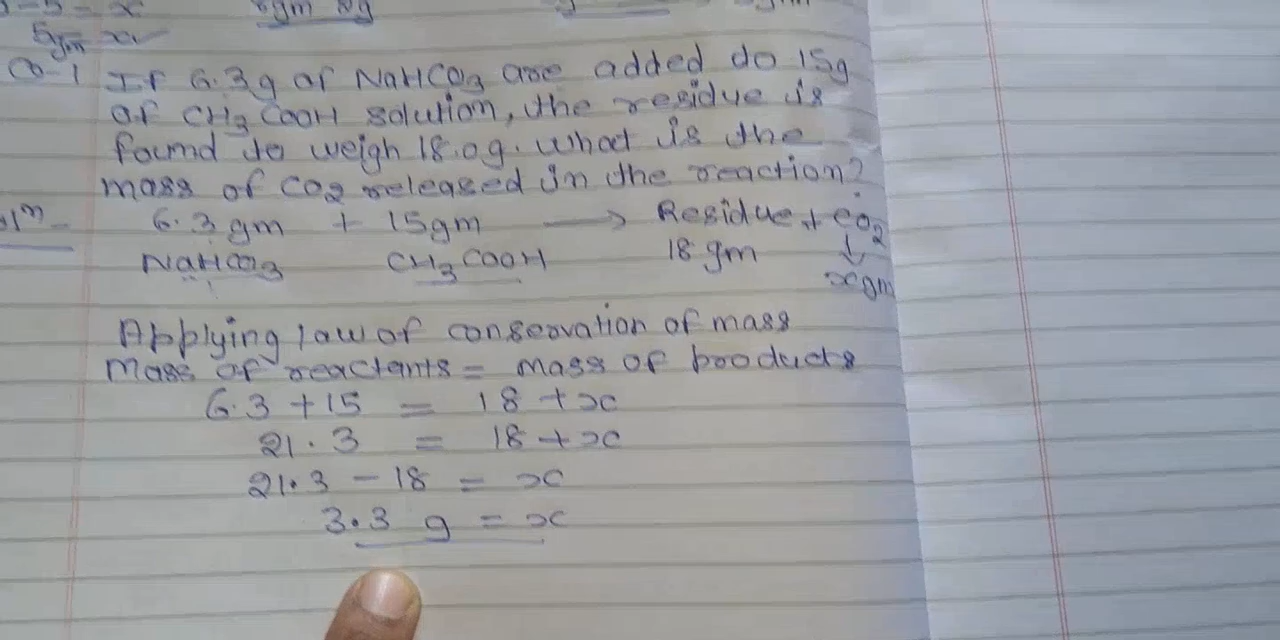 5gm x
Q-1 If 6.3g of NaHCO3 are added do 15g
of CH3COOH solution, the residue is
found to weigh 18.0g. What is the
mass of CO2 released in the reaction?
6.3 gm + 15gm → Residue + CO2
NaHCO3 CH3COOH 18 gm ↓
x gm
Applying law of conservation of mass
Mass of reactants = mass of products
6.3 + 15 = 18 + x
21.3 = 18 + x
21.3 - 18 = x
3.3 g = x